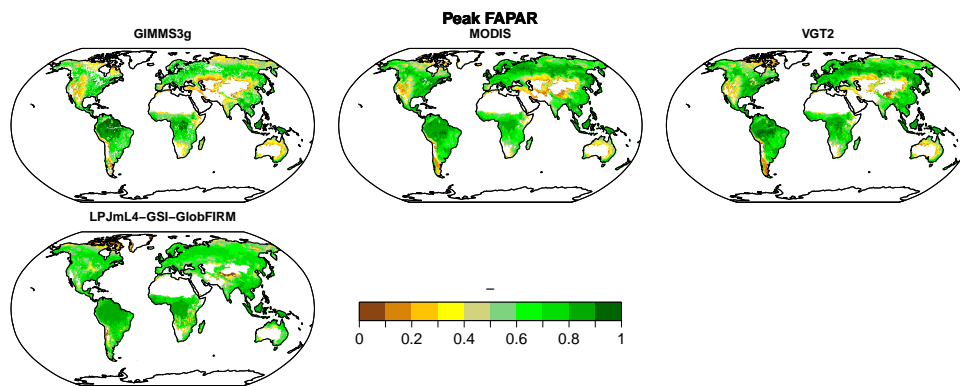 Peak FAPAR
GIMMS3g MODIS VGT2
LPJmL4−GSI−GlobFIRM
−
0 0.2 0.4 0.6 0.8 1